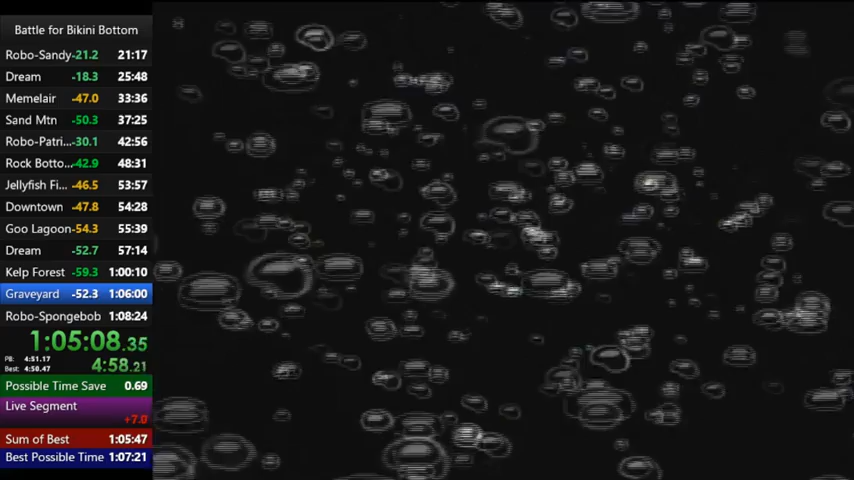 Battle for Bikini Bottom
Robo-Sandy -21.2 21:17
Dream -18.3 25:48
Memelair -47.0 33:36
Sand Mtn -50.3 37:25
Robo-Patri... -30.1 42:56
Rock Botto... -42.9 48:31
Jellyfish Fi... -46.5 53:57
Downtown -47.8 54:28
Goo Lagoon -54.3 55:39
Dream -52.7 57:14
Kelp Forest -59.3 1:00:10
Graveyard -52.3 1:06:00
Robo-Spongebob 1:08:24
1:05:08.35
PB: 4:51.17
Best: 4:50.47
4:58.21
Possible Time Save 0.69
Live Segment
+7.0
Sum of Best 1:05:47
Best Possible Time 1:07:21